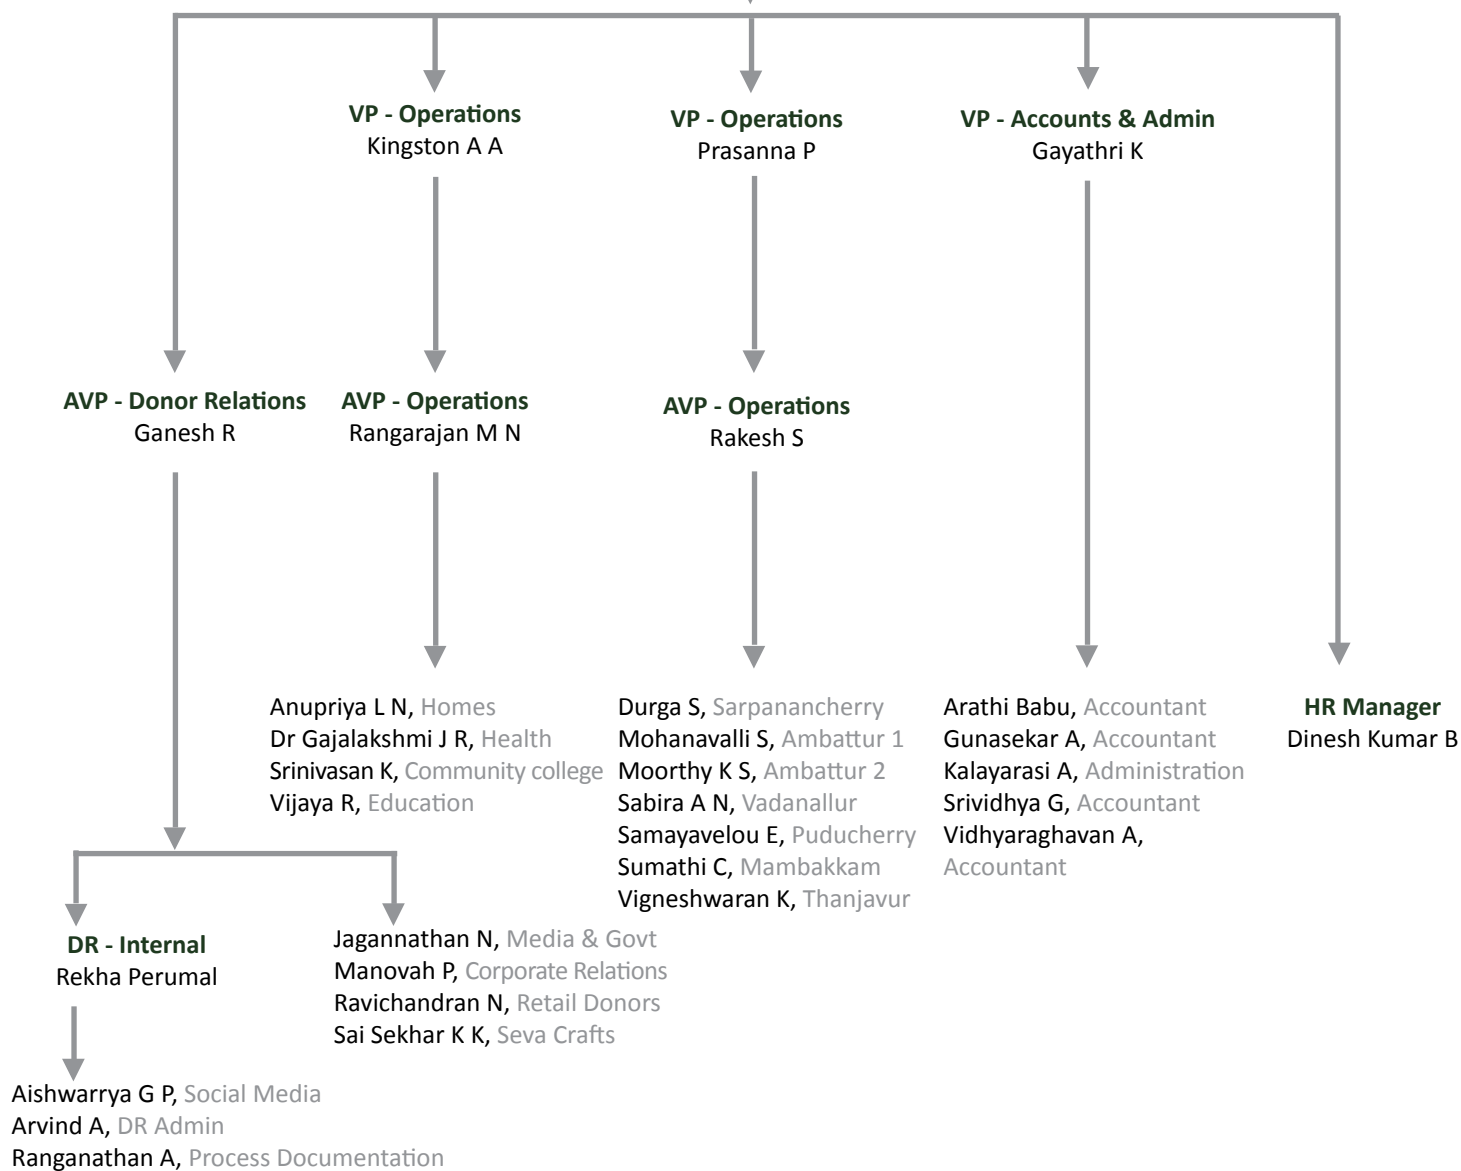 VP - Operations
Kingston A A
VP - Operations
Prasanna P
VP - Accounts & Admin
Gayathri K
AVP - Donor Relations
Ganesh R
AVP - Operations
Rangarajan M N
AVP - Operations
Rakesh S
Anupriya L N, Homes
Dr Gajalakshmi J R, Health
Srinivasan K, Community college
Vijaya R, Education
Durga S, Sarpanancherry
Mohanavalli S, Ambattur 1
Moorthy K S, Ambattur 2
Sabira A N, Vadanallur
Samayavelou E, Puducherry
Sumathi C, Mambakkam
Vigneshwaran K, Thanjavur
Arathi Babu, Accountant
Gunasekar A, Accountant
Kalayarasi A, Administration
Srividhya G, Accountant
Vidhyaraghavan A,
Accountant
HR Manager
Dinesh Kumar B
DR - Internal
Rekha Perumal
Jagannathan N, Media & Govt
Manovah P, Corporate Relations
Ravichandran N, Retail Donors
Sai Sekhar K K, Seva Crafts
Aishwarrya G P, Social Media
Arvind A, DR Admin
Ranganathan A, Process Documentation